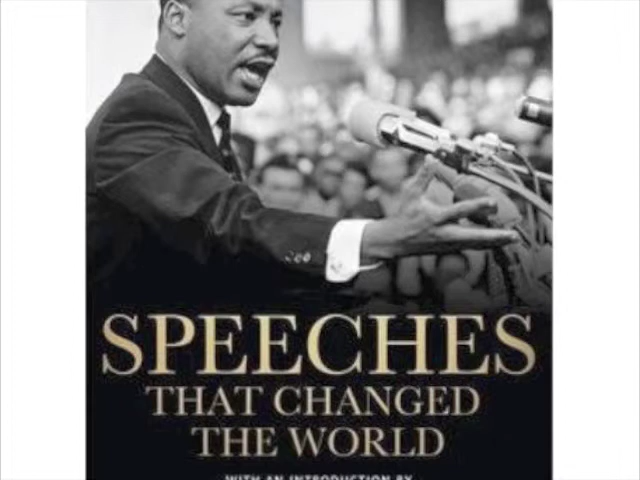 SPEECHES
THAT CHANGED
THE WORLD
WITH AN INTRODUCTION BY